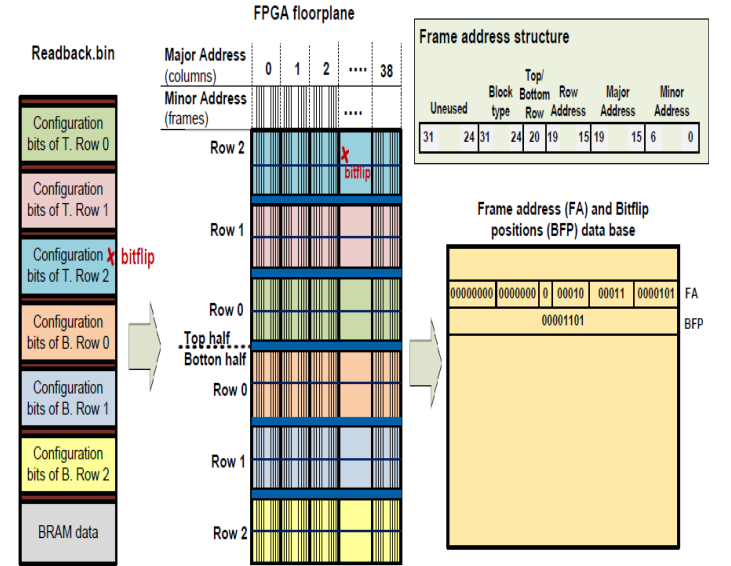 FPGA floorplane
Readback.bin
Configuration
bits of T. Row 0
Configuration
bits of T. Row 1
Configuration
bits of T. Row 2
x bitflip
Configuration
bits of B. Row 0
Configuration
bits of B. Row 1
Configuration
bits of B. Row 2
BRAM data
Major Address
(columns)
0 1 2 .... 38
Minor Address
(frames)
....
Row 2
x
bitflip
Row 1
Row 0
Top half
Botton half
Row 0
Row 1
Row 2
Frame address structure
Unused
Block
type
Top/
Bottom
Row
Row
Address
Major
Address
Minor
Address
31 24 31 24 20 19 15 19 15 6 0
Frame address (FA) and Bitflip
positions (BFP) data base
00000000 0000000 0 00010 00011 0000101 FA
00001101 BFP